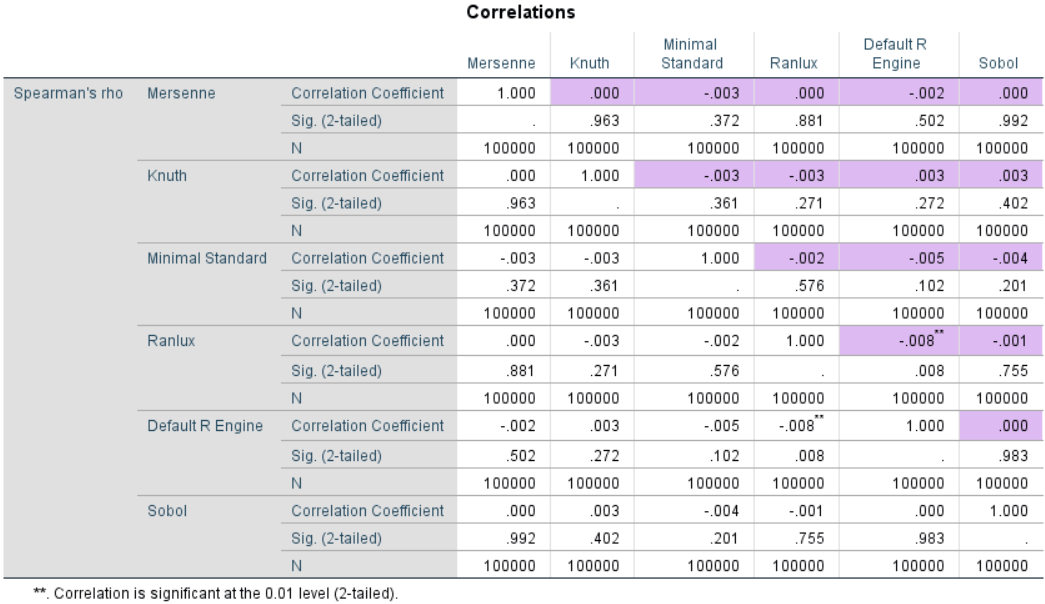 Correlations
Mersenne Knuth Minimal Standard Ranlux Default R Engine Sobol
Spearman's rho Mersenne Correlation Coefficient 1.000 .000 -.003 .000 -.002 .000
Sig. (2-tailed) . .963 .372 .881 .502 .992
N 100000 100000 100000 100000 100000 100000
Knuth Correlation Coefficient .000 1.000 -.003 -.003 .003 .003
Sig. (2-tailed) .963 . .361 .271 .272 .402
N 100000 100000 100000 100000 100000 100000
Minimal Standard Correlation Coefficient -.003 -.003 1.000 -.002 -.005 -.004
Sig. (2-tailed) .372 .361 . .576 .102 .201
N 100000 100000 100000 100000 100000 100000
Ranlux Correlation Coefficient .000 -.003 -.002 1.000 -.008** -.001
Sig. (2-tailed) .881 .271 .576 . .008 .755
N 100000 100000 100000 100000 100000 100000
Default R Engine Correlation Coefficient -.002 .003 -.005 -.008** 1.000 .000
Sig. (2-tailed) .502 .272 .102 .008 . .983
N 100000 100000 100000 100000 100000 100000
Sobol Correlation Coefficient .000 .003 -.004 -.001 .000 1.000
Sig. (2-tailed) .992 .402 .201 .755 .983 .
N 100000 100000 100000 100000 100000 100000
**. Correlation is significant at the 0.01 level (2-tailed).